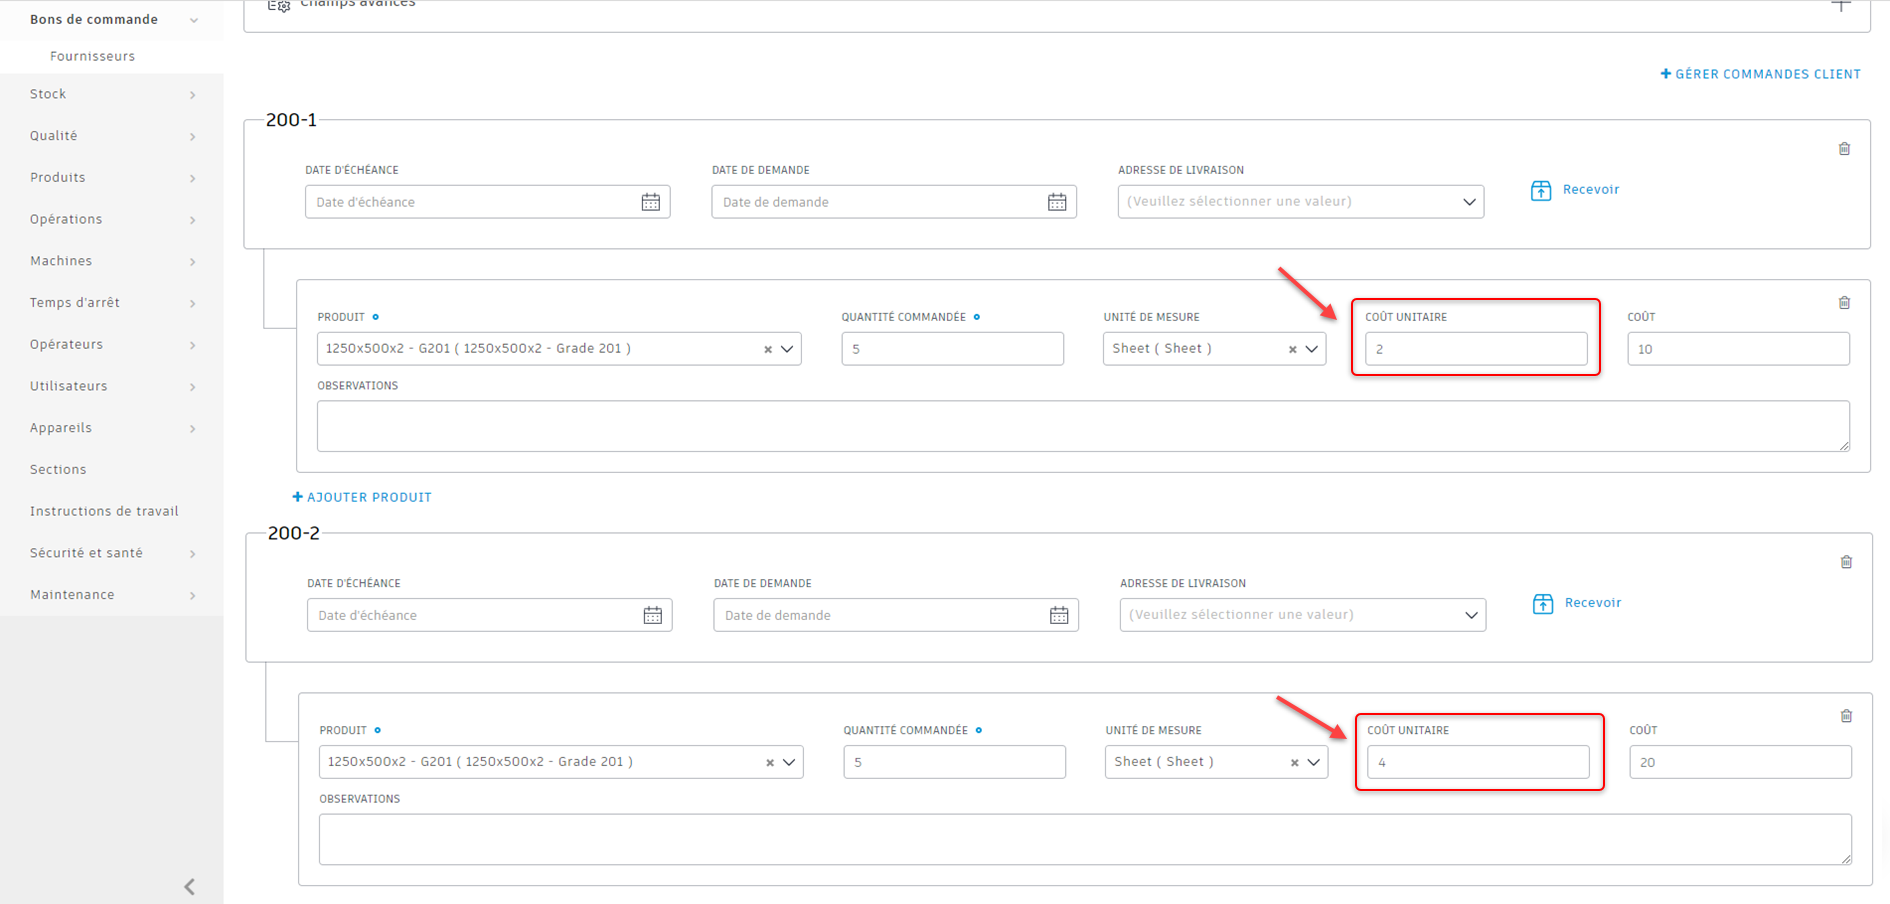 Bons de commande
Fournisseurs
Stock
Qualité
Produits
Opérations
Machines
Temps d'arrêt
Opérateurs
Utilisateurs
Appareils
Sections
Instructions de travail
Sécurité et santé
Maintenance
Champs avancés
+ GÉRER COMMANDES CLIENT
200-1
DATE D'ÉCHÉANCE DATE DE DEMANDE ADRESSE DE LIVRAISON
Date d'échéance Date de demande (Veuillez sélectionner une valeur) Recevoir
PRODUIT QUANTITÉ COMMANDÉE UNITÉ DE MESURE COÛT UNITAIRE COÛT
1250x500x2 - G201 ( 1250x500x2 - Grade 201 ) 5 Sheet ( Sheet ) 2 10
OBSERVATIONS
+ AJOUTER PRODUIT
200-2
DATE D'ÉCHÉANCE DATE DE DEMANDE ADRESSE DE LIVRAISON
Date d'échéance Date de demande (Veuillez sélectionner une valeur) Recevoir
PRODUIT QUANTITÉ COMMANDÉE UNITÉ DE MESURE COÛT UNITAIRE COÛT
1250x500x2 - G201 ( 1250x500x2 - Grade 201 ) 5 Sheet ( Sheet ) 4 20
OBSERVATIONS